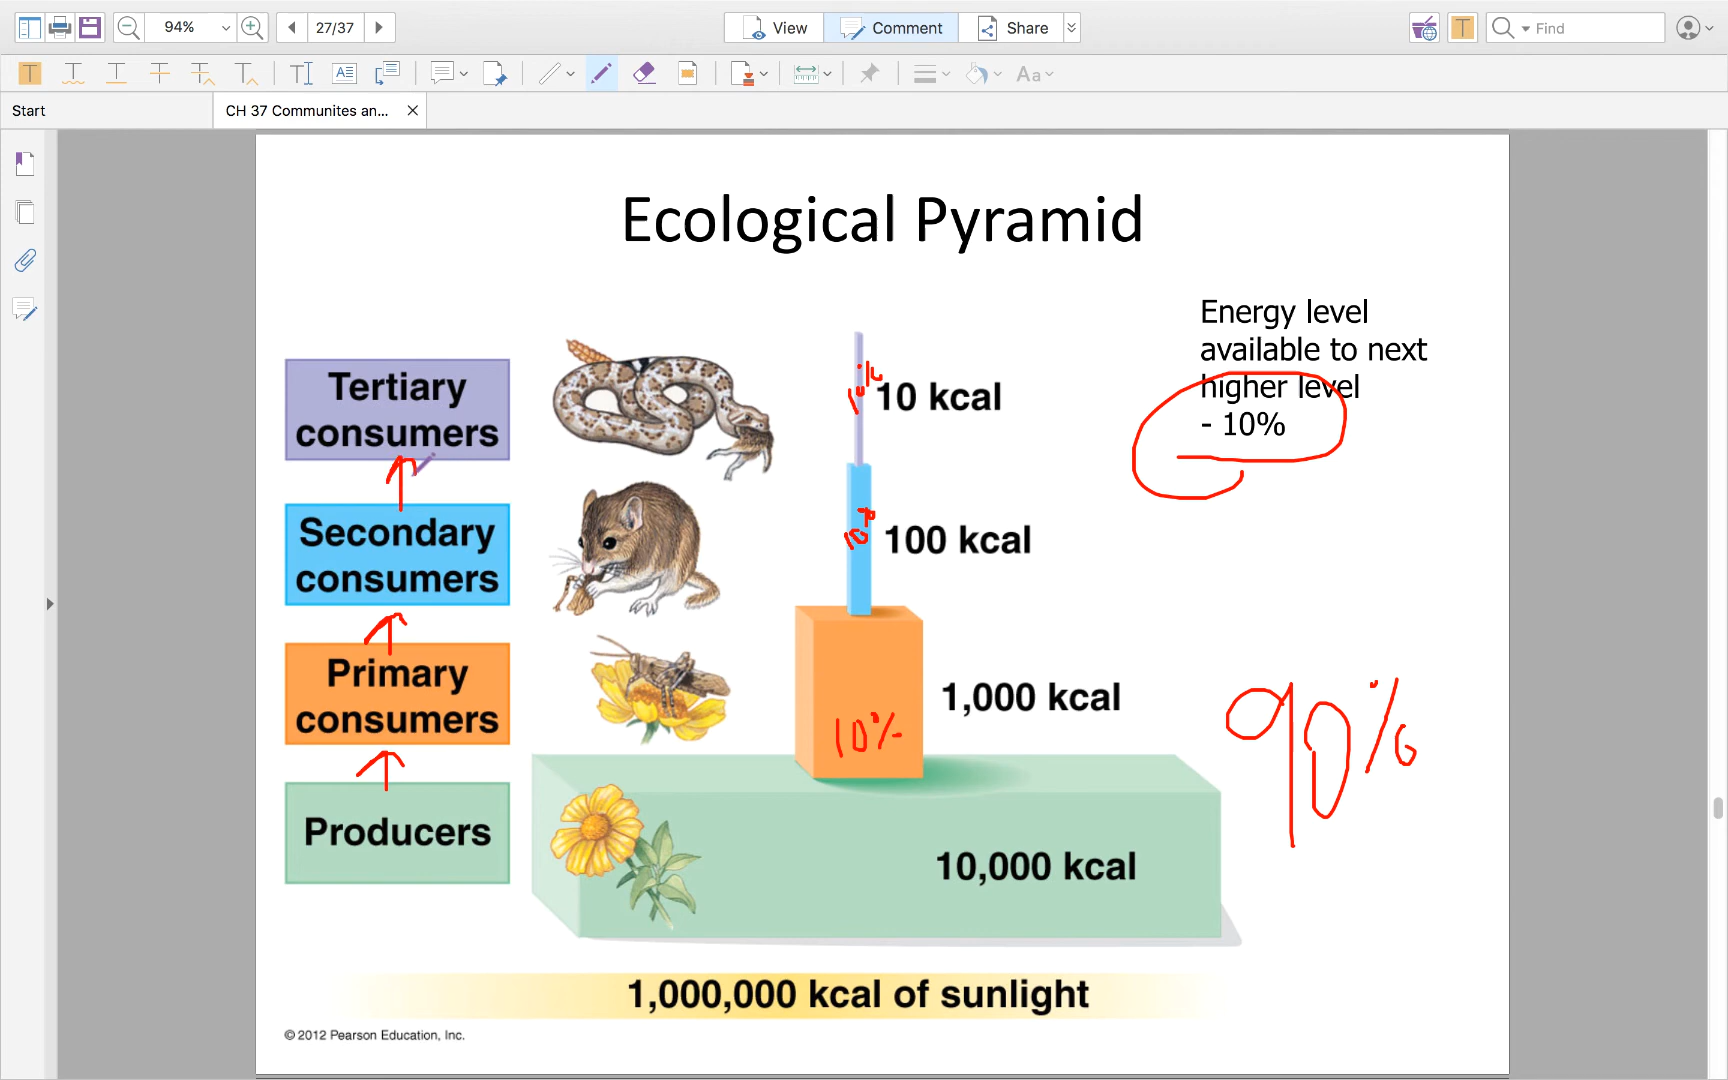 94%
27/37
View
Comment
Share
Find
Start
CH 37 Communites an...
Ecological Pyramid
Energy level
available to next
higher level
- 10%
Tertiary
consumers
10%
10 kcal
Secondary
consumers
10%
100 kcal
Primary
consumers
10%
1,000 kcal
90%
Producers
10,000 kcal
1,000,000 kcal of sunlight
© 2012 Pearson Education, Inc.